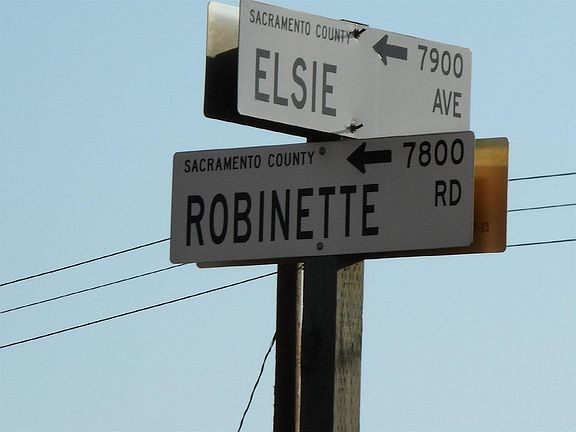 SACRAMENTO COUNTY 7900
ELSIE AVE
SACRAMENTO COUNTY 7800
ROBINETTE RD